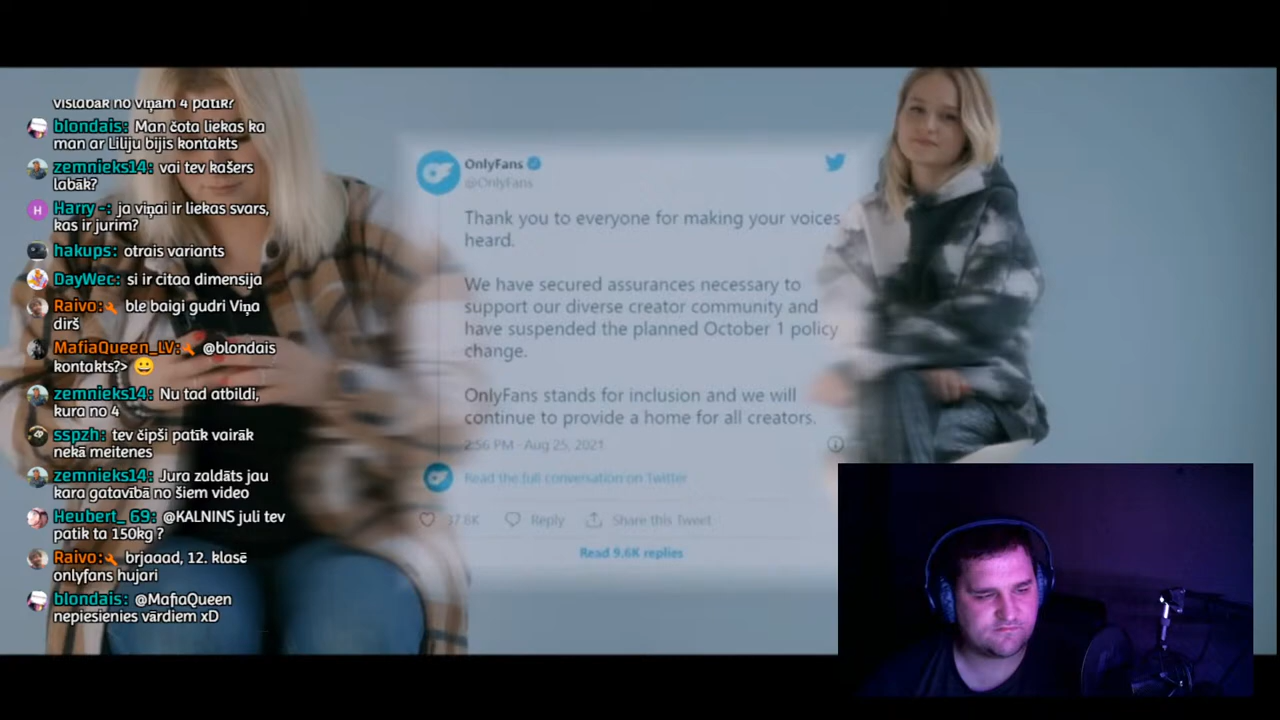 vislabāk no viņām 4 patīk?
blondais: Man čota liekas ka
man ar Liliju bijis kontakts
zemnieks14: vai tev kašers
labāk?
Harry -: ja viņai ir liekas svars,
kas ir jurim?
hakups: otrais variants
DayWec: si ir citaa dimensija
Raivo: ble baigi gudri Viņa
dirš
MafiaQueen_LV: @blondais
kontakts?> 😀
zemnieks14: Nu tad atbildi,
kura no 4
sspzh: tev čipši patīk vairāk
nekā meitenes
zemnieks14: Jura zaldāts jau
kara gatavībā no šiem video
Heubert_ 69: @KALNINS juli tev
patik ta 150kg ?
Raivo: brjaaad, 12. klasē
onlyfans hujari
blondais: @MafiaQueen
nepiesienies vārdiem xD
OnlyFans
@OnlyFans
Thank you to everyone for making your voices
heard.
We have secured assurances necessary to
support our diverse creator community and
have suspended the planned October 1 policy
change.
OnlyFans stands for inclusion and we will
continue to provide a home for all creators.
2:56 PM · Aug 25, 2021
Read the full conversation on Twitter
37.8K Reply Share this Tweet
Read 9.6K replies